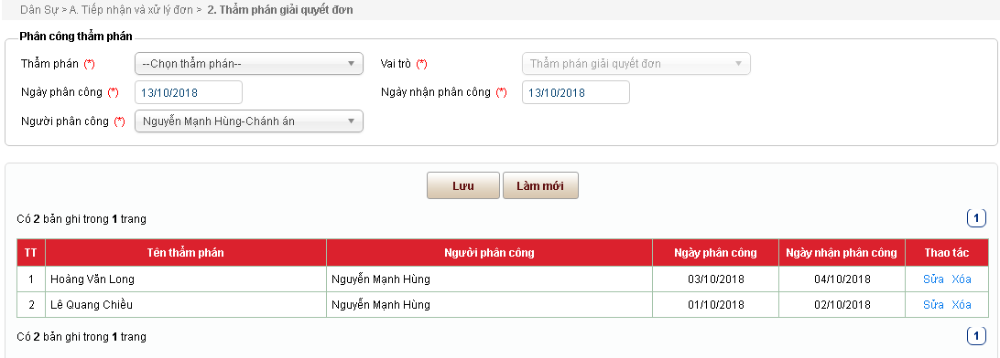 Dân Sự > A. Tiếp nhận và xử lý đơn > 2. Thẩm phán giải quyết đơn
Phân công thẩm phán
Thẩm phán (*) --Chọn thẩm phán-- Vai trò (*) Thẩm phán giải quyết đơn
Ngày phân công (*) 13/10/2018 Ngày nhận phân công (*) 13/10/2018
Người phân công (*) Nguyễn Mạnh Hùng-Chánh án
Lưu Làm mới
Có 2 bản ghi trong 1 trang 1
TT Tên thẩm phán Người phân công Ngày phân công Ngày nhận phân công Thao tác
1 Hoàng Văn Long Nguyễn Mạnh Hùng 03/10/2018 04/10/2018 Sửa Xóa
2 Lê Quang Chiều Nguyễn Mạnh Hùng 01/10/2018 02/10/2018 Sửa Xóa
Có 2 bản ghi trong 1 trang 1